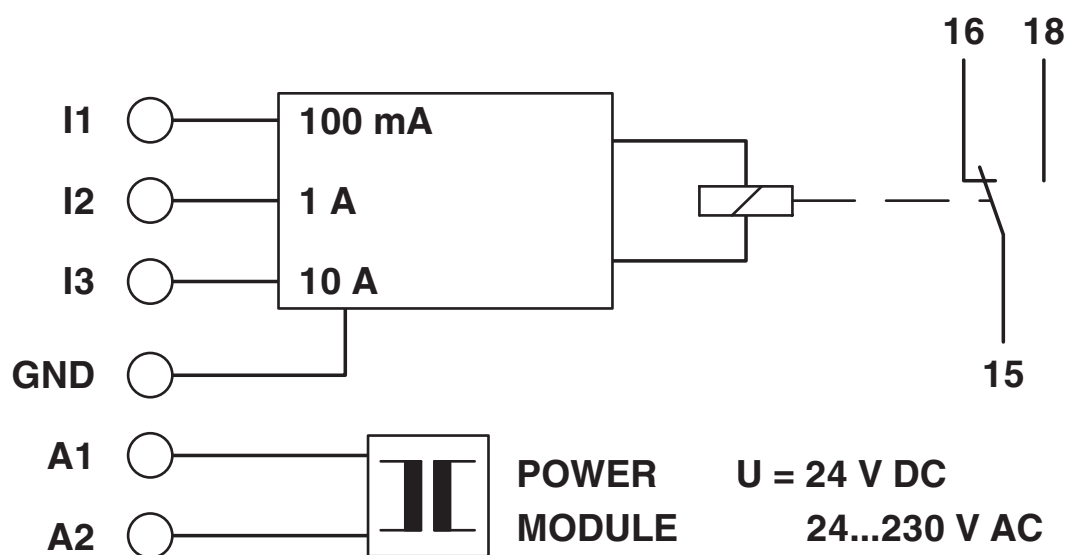 16 18
I1 100 mA
I2 1 A
I3 10 A
GND
15
A1
POWER U = 24 V DC
A2 MODULE 24...230 V AC